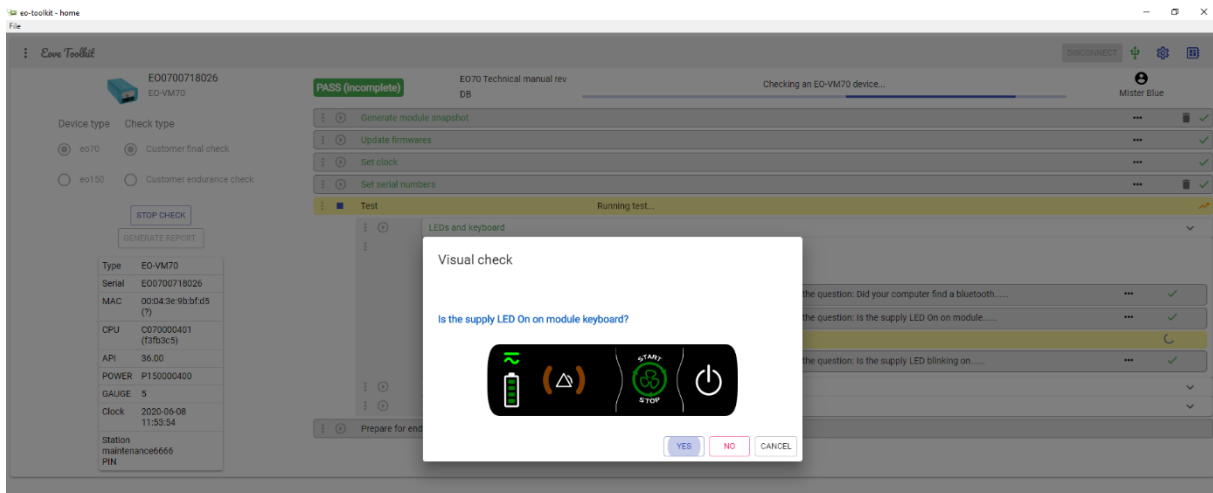 eo-toolkit - home
File
Eove Toolkit
DISCONNECT
EO0700718026
EO-VM70
PASS (incomplete)
EO70 Technical manual rev
DB
Checking an EO-VM70 device...
Mister Blue
Device type
Check type
eo70
Customer final check
eo150
Customer endurance check
STOP CHECK
GENERATE REPORT
Type EO-VM70
Serial EO0700718026
MAC 00:04:3e:9b:bf:d5
(?)
CPU C070000401
(f3fb3c5)
API 36.00
POWER P150000400
GAUGE 5
Clock 2020-06-08
11:53:54
Station
maintenance6666
PIN
Generate module snapshot
Update firmwares
Set clock
Set serial numbers
Test Running test...
LEDs and keyboard
the question: Did your computer find a bluetooth......
the question: Is the supply LED On on module......
the question: Is the supply LED blinking on......
Prepare for end
Visual check
Is the supply LED On on module keyboard?
START
STOP
YES NO CANCEL